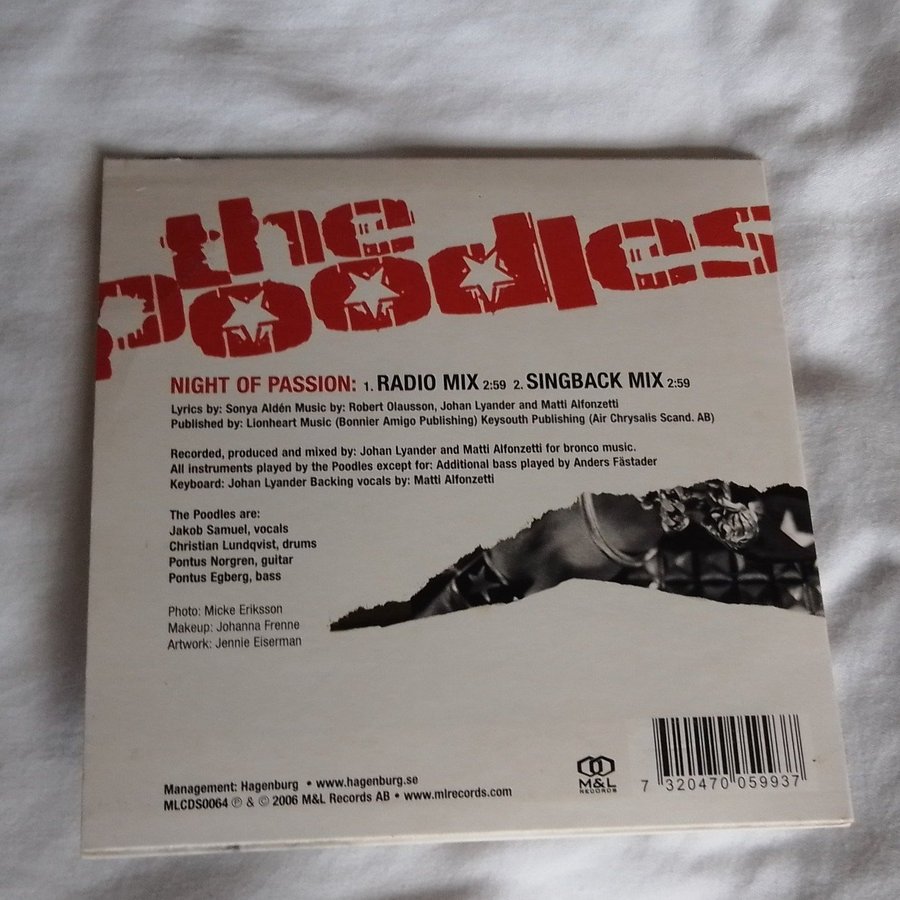 the
poodles
NIGHT OF PASSION: 1. RADIO MIX 2:59 2. SINGBACK MIX 2:59
Lyrics by: Sonya Aldén Music by: Robert Olausson, Johan Lyander and Matti Alfonzetti
Published by: Lionheart Music (Bonnier Amigo Publishing) Keysouth Publishing (Air Chrysalis Scand. AB)
Recorded, produced and mixed by: Johan Lyander and Matti Alfonzetti for bronco music.
All instruments played by the Poodles except for: Additional bass played by Anders Fästader
Keyboard: Johan Lyander Backing vocals by: Matti Alfonzetti
The Poodles are:
Jakob Samuel, vocals
Christian Lundqvist, drums
Pontus Norgren, guitar
Pontus Egberg, bass
Photo: Micke Eriksson
Makeup: Johanna Frenne
Artwork: Jennie Eiserman
Management: Hagenburg • www.hagenburg.se
MLCDS0064 ℗ & © 2006 M&L Records AB • www.mlrecords.com
M&L
RECORDS
7 320470 059937